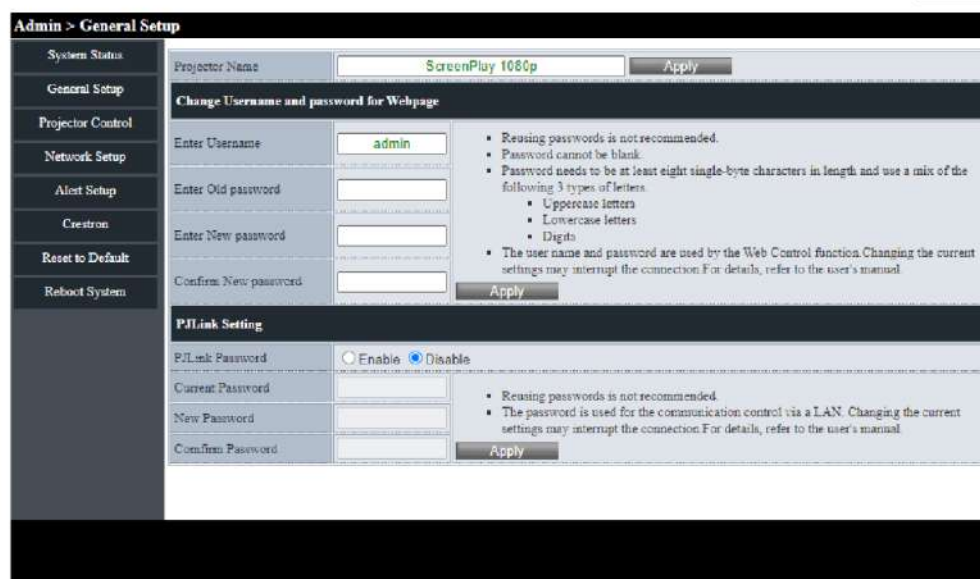 Admin > General Setup
System Status
General Setup
Projector Control
Network Setup
Alert Setup
Crestron
Reset to Default
Reboot System
Projector Name
ScreenPlay 1080p
Apply
Change Username and password for Webpage
Enter Username
admin
Enter Old password
Enter New password
Confirm New password
Reusing passwords is not recommended.
Password cannot be blank.
Password needs to be at least eight single-byte characters in length and use a mix of the
following 3 types of letters.
Uppercase letters
Lowercase letters
Digits
The user name and password are used by the Web Control function.Changing the current
settings may interrupt the connection.For details, refer to the user's manual.
Apply
PJLink Setting
PJLink Password
Enable
Disable
Current Password
New Password
Comfirm Password
Reusing passwords is not recommended.
The password is used for the communication control via a LAN. Changing the current
settings may interrupt the connection.For details, refer to the user's manual.
Apply